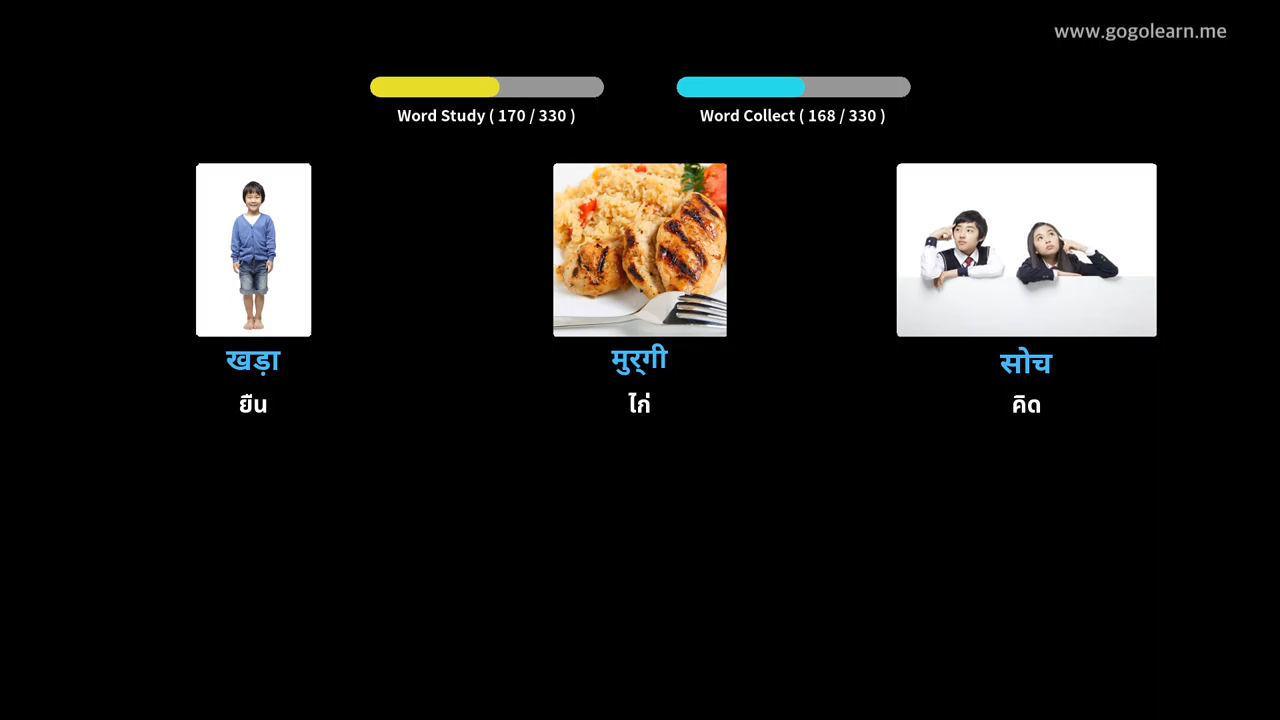 www.gogolearn.me
Word Study ( 170 / 330 )
Word Collect ( 168 / 330 )
खड़ा
मुर्गी
सोच
ยืน
ไก่
คิด